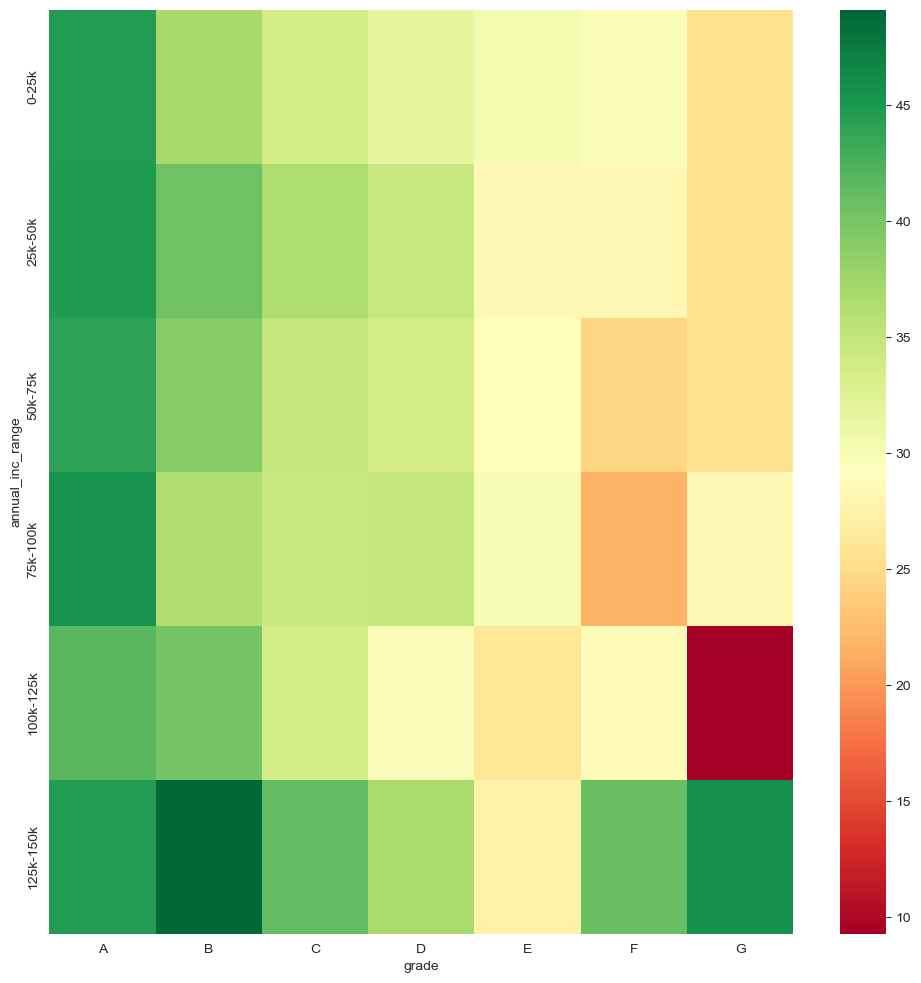 annual_inc_range
0-25k
25k-50k
50k-75k
75k-100k
100k-125k
125k-150k
A B C D E F G
grade
45
40
35
30
25
20
15
10